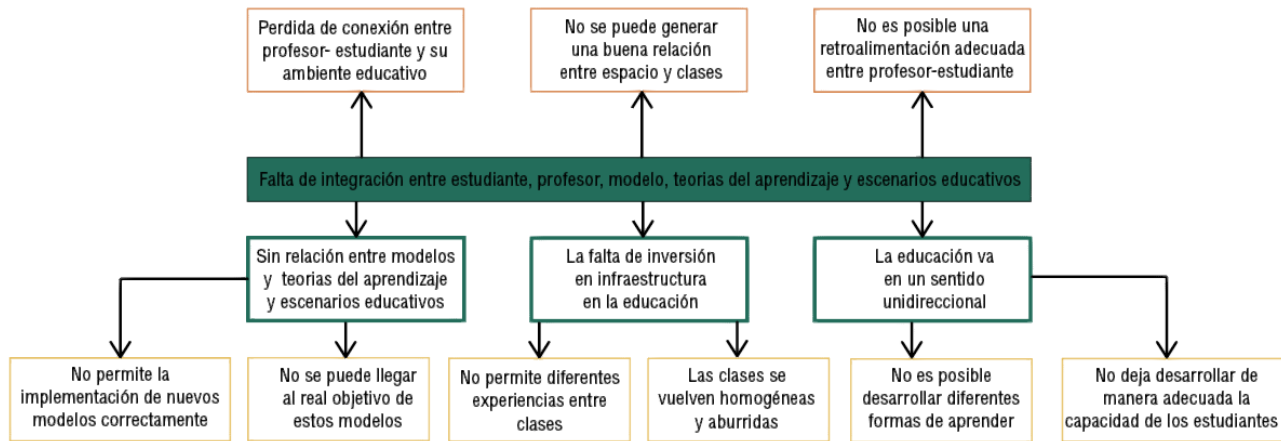 Perdida de conexión entre
profesor- estudiante y su
ambiente educativo
No se puede generar
una buena relación
entre espacio y clases
No es posible una
retroalimentación adecuada
entre profesor-estudiante
Falta de integración entre estudiante, profesor, modelo, teorias del aprendizaje y escenarios educativos
Sin relación entre modelos
y teorias del aprendizaje
y escenarios educativos
La falta de inversión
en infraestructura
en la educación
La educación va
en un sentido
unidireccional
No permite la
implementación de nuevos
modelos correctamente
No se puede llegar
al real objetivo de
estos modelos
No permite diferentes
experiencias entre
clases
Las clases se
vuelven homogéneas
y aburridas
No es posible
desarrollar diferentes
formas de aprender
No deja desarrollar de
manera adecuada la
capacidad de los estudiantes